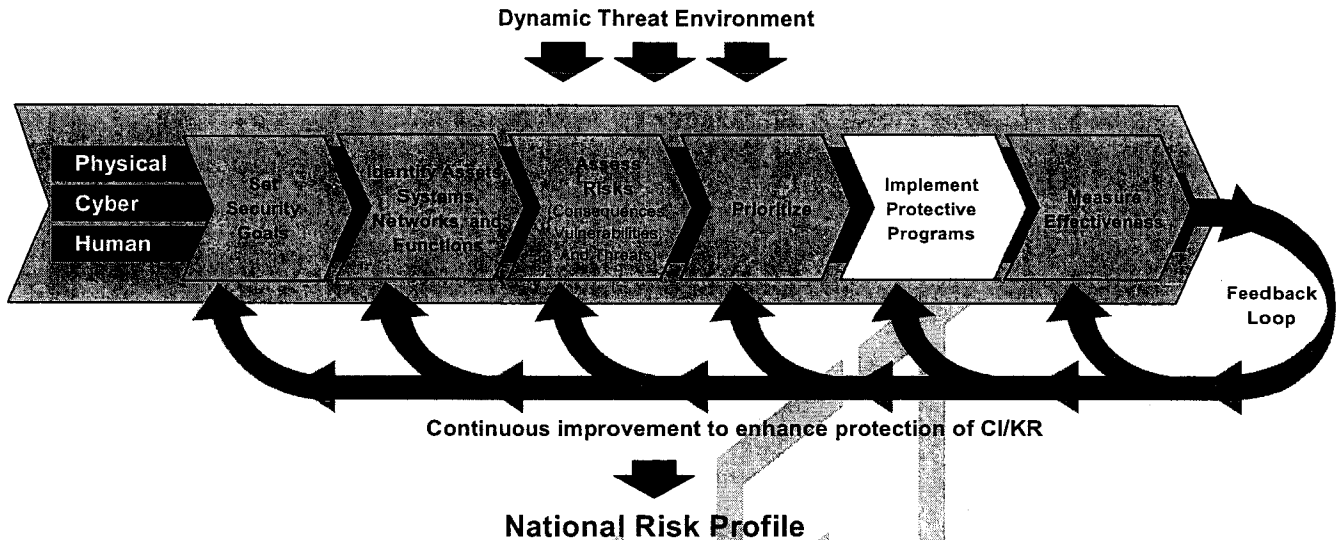 Dynamic Threat Environment
Physical
Cyber
Human
Set
Security
Goals
Identify Assets,
Systems,
Networks, and
Functions
Assess
Risks
(Consequences,
Vulnerabilities,
And Threats)
Prioritize
Implement
Protective
Programs
Measure
Effectiveness
Feedback
Loop
Continuous improvement to enhance protection of CI/KR
National Risk Profile